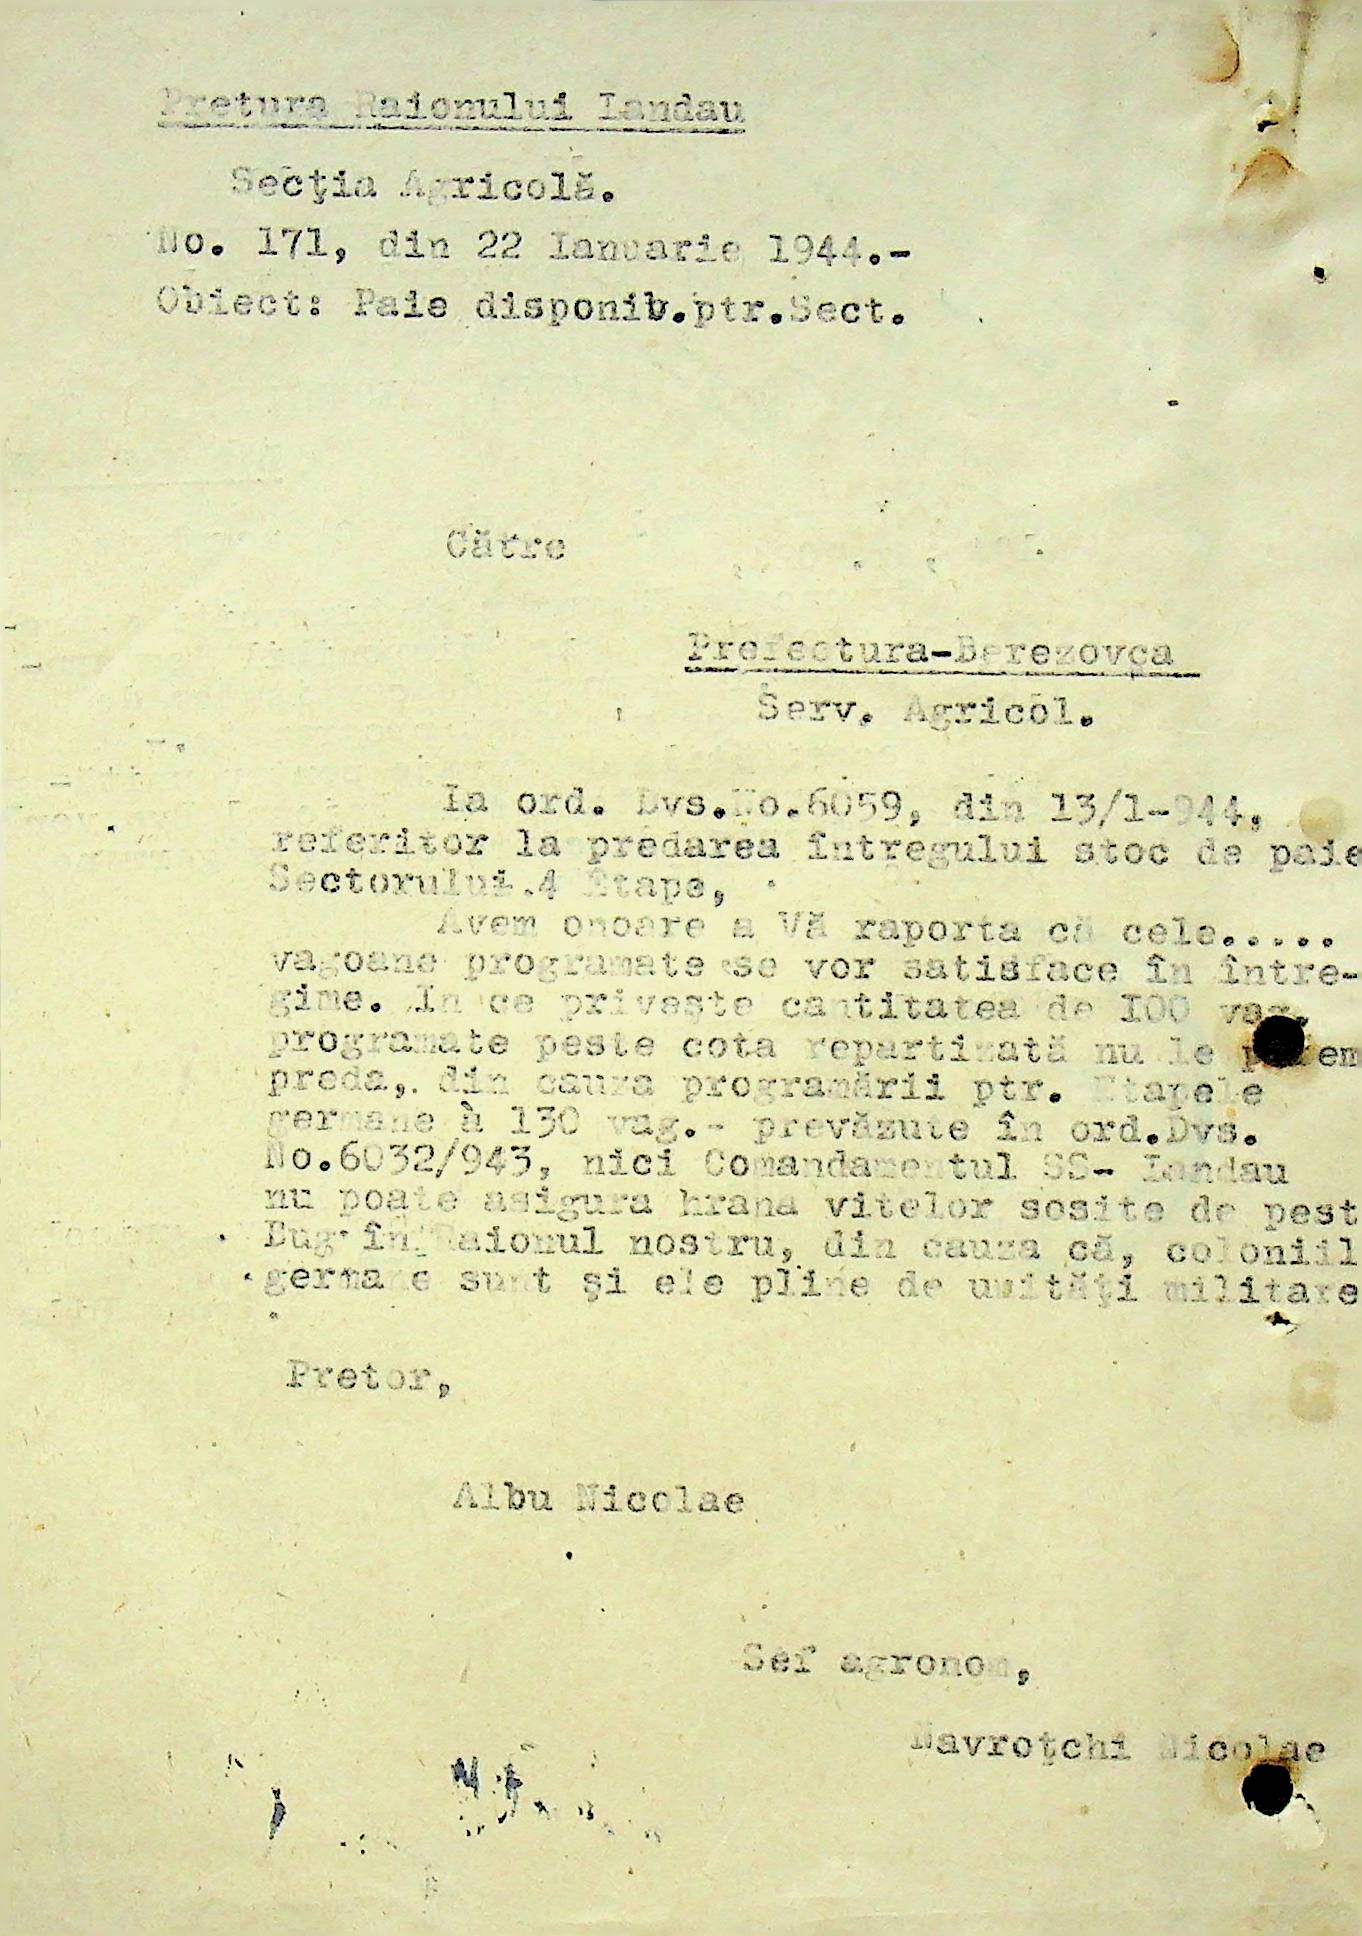 Pretura Raionului Landau
Secţia Agricolă.
No. 171, din 22 Ianuarie 1944.-
Obiect: Paie disponib.ptr.Sect.
Către
Prefectura-Berezovca
Serv. Agricol.
La ord. Dvs.No.6059, din 13/1-944,
referitor la predarea întregului stoc de paie
Sectorului.4 Etape,
Avem onoare a Vă raporta că cele.....
vagoane programate se vor satisface în între-
gime. In ce priveşte cantitatea de 100 vag.
programate peste cota repartizată nu le putem
preda, din cauza programării ptr. Etapele
germane à 130 vag.- prevăzute în ord.Dvs.
No.6032/943, nici Comandamentul SS- Landau
nu poate asigura hrana vitelor sosite de pest
Bug în Raionul nostru, din cauza că, coloniil
germane sunt şi ele pline de unităţi militare
Pretor,
Albu Nicolae
Sef agronom,
Navroţchi Nicolae